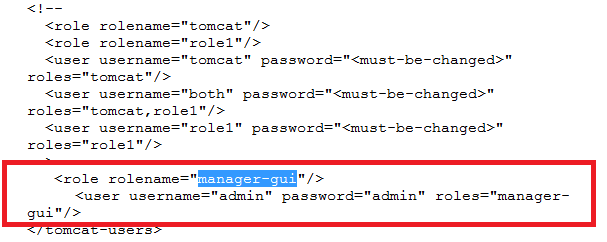 <!--
<role rolename="tomcat"/>
<role rolename="role1"/>
<user username="tomcat" password="<must-be-changed>"
roles="tomcat"/>
<user username="both" password="<must-be-changed>"
roles="tomcat,role1"/>
<user username="role1" password="<must-be-changed>"
roles="role1"/>
<role rolename="manager-gui"/>
<user username="admin" password="admin" roles="manager-
gui"/>
</tomcat-users>